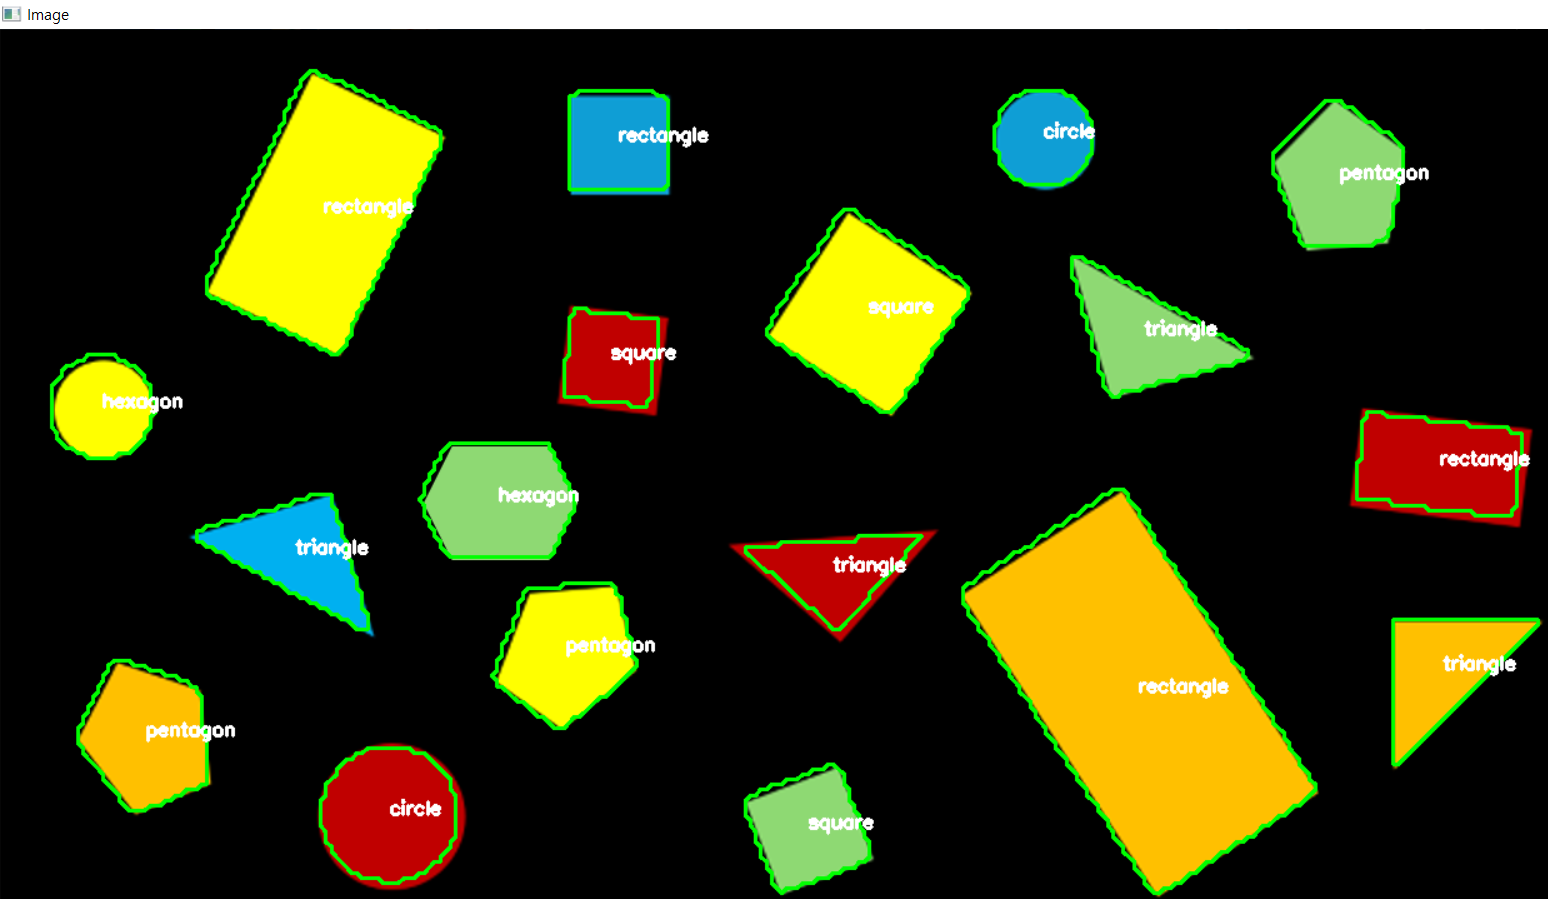 Image
rectangle
rectangle
circle
pentagon
square
triangle
square
hexagon
rectangle
hexagon
triangle
triangle
pentagon
rectangle
triangle
pentagon
circle
square